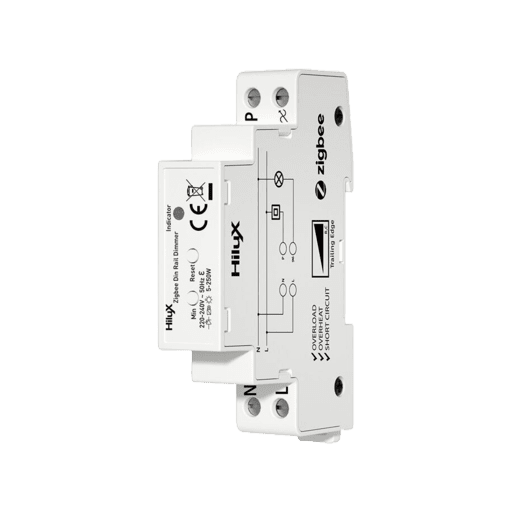 P
HiluX
Zigbee Din Rail Dimmer
Indicator
Min
Reset
220-240V~ 50Hz E
5-250W
CE
HiluX
P
N
L
N
L
zigbee
R,C
Trailing Edge
OVERLOAD
OVERHEAT
SHORT CIRCUIT
N
L